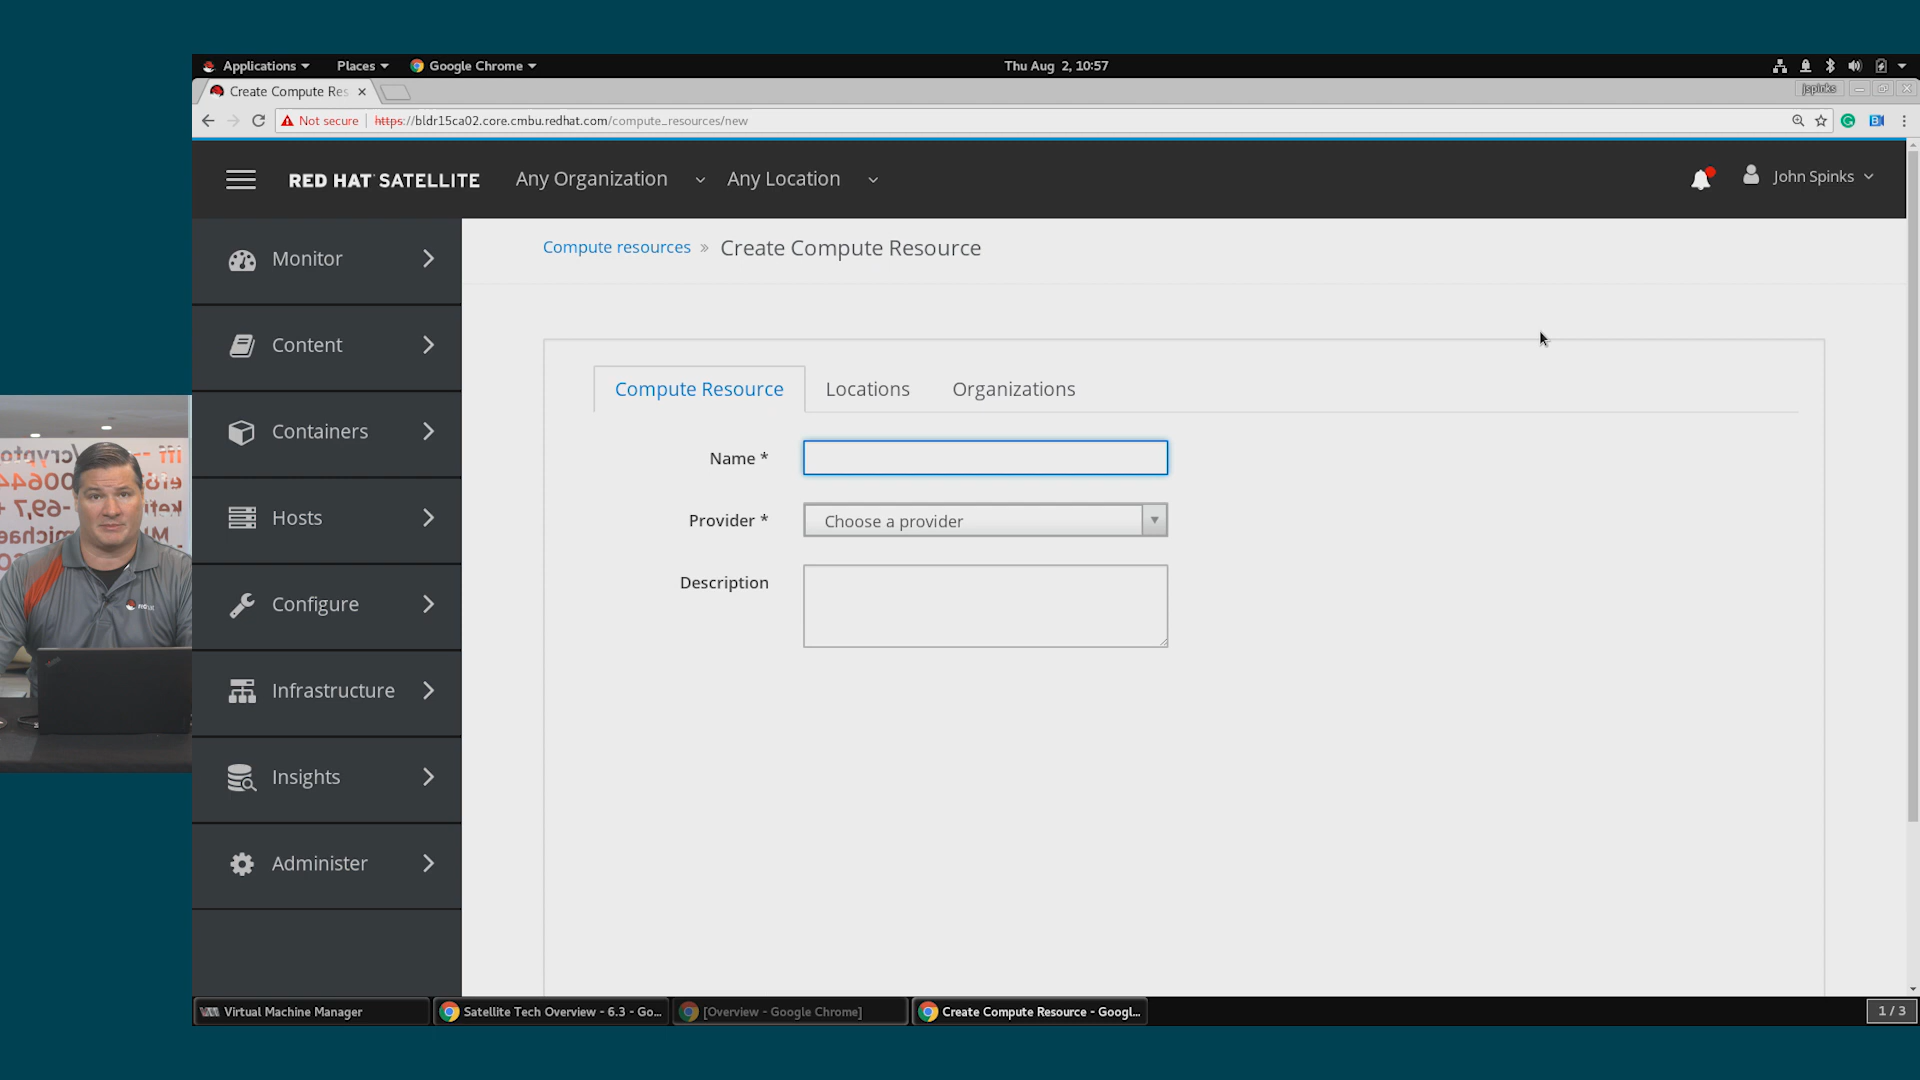 Applications Places Google Chrome Thu Aug 2, 10:57
Create Compute Res jspinks
Not secure https://bldr15ca02.core.cmbu.redhat.com/compute_resources/new
RED HAT SATELLITE Any Organization Any Location John Spinks
Compute resources » Create Compute Resource
Monitor
Content
Containers
Hosts
Configure
Infrastructure
Insights
Administer
Compute Resource Locations Organizations
Name *
Provider * Choose a provider
Description
Virtual Machine Manager Satellite Tech Overview - 6.3 - Go... [Overview - Google Chrome] Create Compute Resource - Googl... 1 / 3